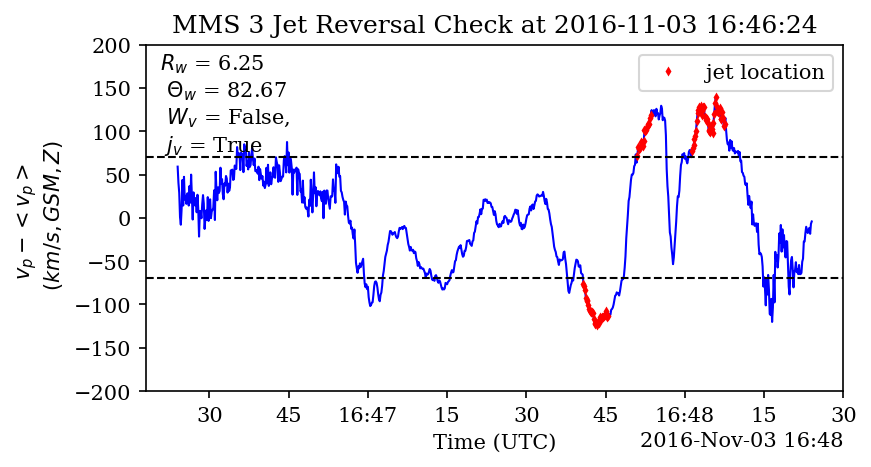 MMS 3 Jet Reversal Check at 2016-11-03 16:46:24
200
150
100
50
0
−50
−100
−150
−200
v_p − < v_p >
(km/s, GSM, Z)
R_w = 6.25
Θ_w = 82.67
W_v = False,
j_v = True
jet location
30 45 16:47 15 30 45 16:48 15 30
Time (UTC)
2016-Nov-03 16:48